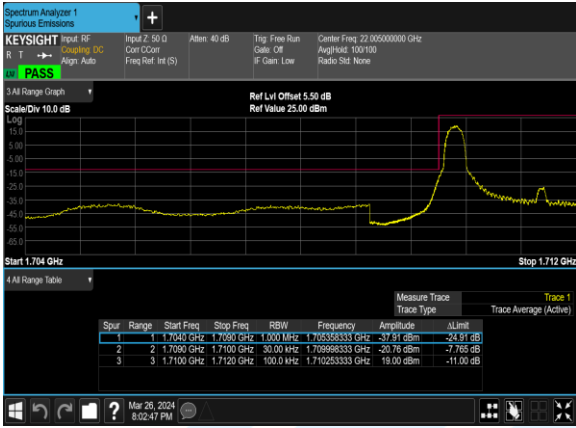 Spectrum Analyzer 1
Spurious Emissions
+
KEYSIGHT Input: RF
R T Coupling: DC
Align: Auto
Input Z: 50 Ω
Corr CCorr
Freq Ref: Int (S)
Atten: 40 dB
Trig: Free Run
Gate: Off
IF Gain: Low
Center Freq: 22.005000000 GHz
Avg|Hold: 100/100
Radio Std: None
PASS
3 All Range Graph
Ref Lvl Offset 5.50 dB
Scale/Div 10.0 dB Ref Value 25.00 dBm
Log
15.0
5.00
-5.00
-15.0
-25.0
-35.0
-45.0
-55.0
-65.0
Start 1.704 GHz Stop 1.712 GHz
4 All Range Table
Measure Trace Trace 1
Trace Type Trace Average (Active)
Spur Range Start Freq Stop Freq RBW Frequency Amplitude ΔLimit
1 1 1.7040 GHz 1.7090 GHz 1.000 MHz 1.705358333 GHz -37.91 dBm -24.91 dB
2 2 1.7090 GHz 1.7100 GHz 30.00 kHz 1.709998333 GHz -20.76 dBm -7.765 dB
3 3 1.7100 GHz 1.7120 GHz 100.0 kHz 1.710253333 GHz 19.00 dBm -11.00 dB
?
Mar 26, 2024
8:02:47 PM